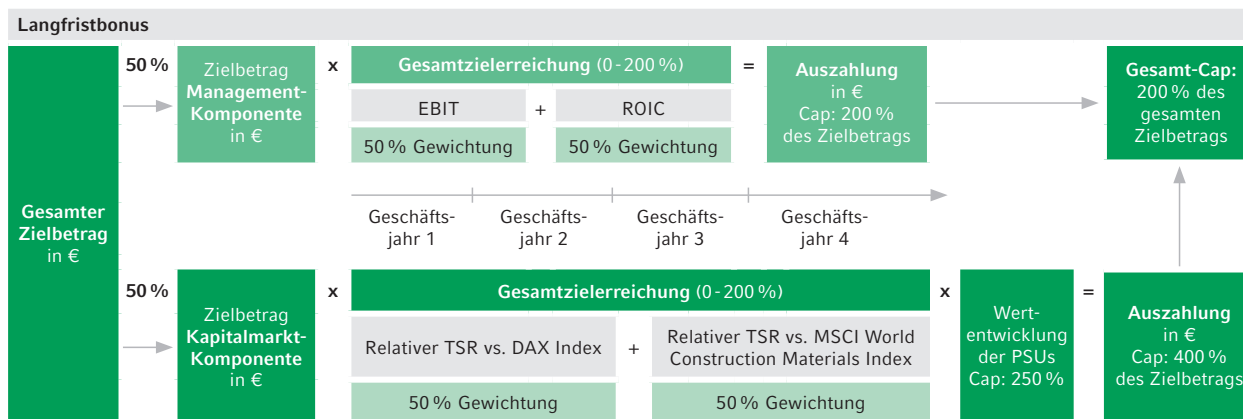 Langfristbonus
Gesamter
Zielbetrag
in €
50 %
Zielbetrag
Management-
Komponente
in €
x
Gesamtzielerreichung (0-200 %)
EBIT
+
ROIC
50 % Gewichtung
50 % Gewichtung
=
Auszahlung
in €
Cap: 200 %
des Zielbetrags
Gesamt-Cap:
200 % des
gesamten
Zielbetrags
Geschäfts-
jahr 1
Geschäfts-
jahr 2
Geschäfts-
jahr 3
Geschäfts-
jahr 4
50 %
Zielbetrag
Kapitalmarkt-
Komponente
in €
x
Gesamtzielerreichung (0-200 %)
Relativer TSR vs. DAX Index
+
Relativer TSR vs. MSCI World
Construction Materials Index
50 % Gewichtung
50 % Gewichtung
x
Wert-
entwicklung
der PSUs
Cap: 250 %
=
Auszahlung
in €
Cap: 400 %
des Zielbetrags